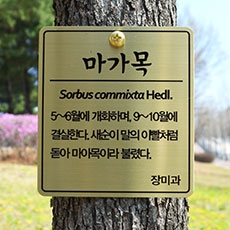 마가목
Sorbus commixta Hedl.
5~6월에 개화하며, 9~10월에
결실한다. 새순이 말의 이빨처럼
돋아 마아목이라 불렸다.
장미과